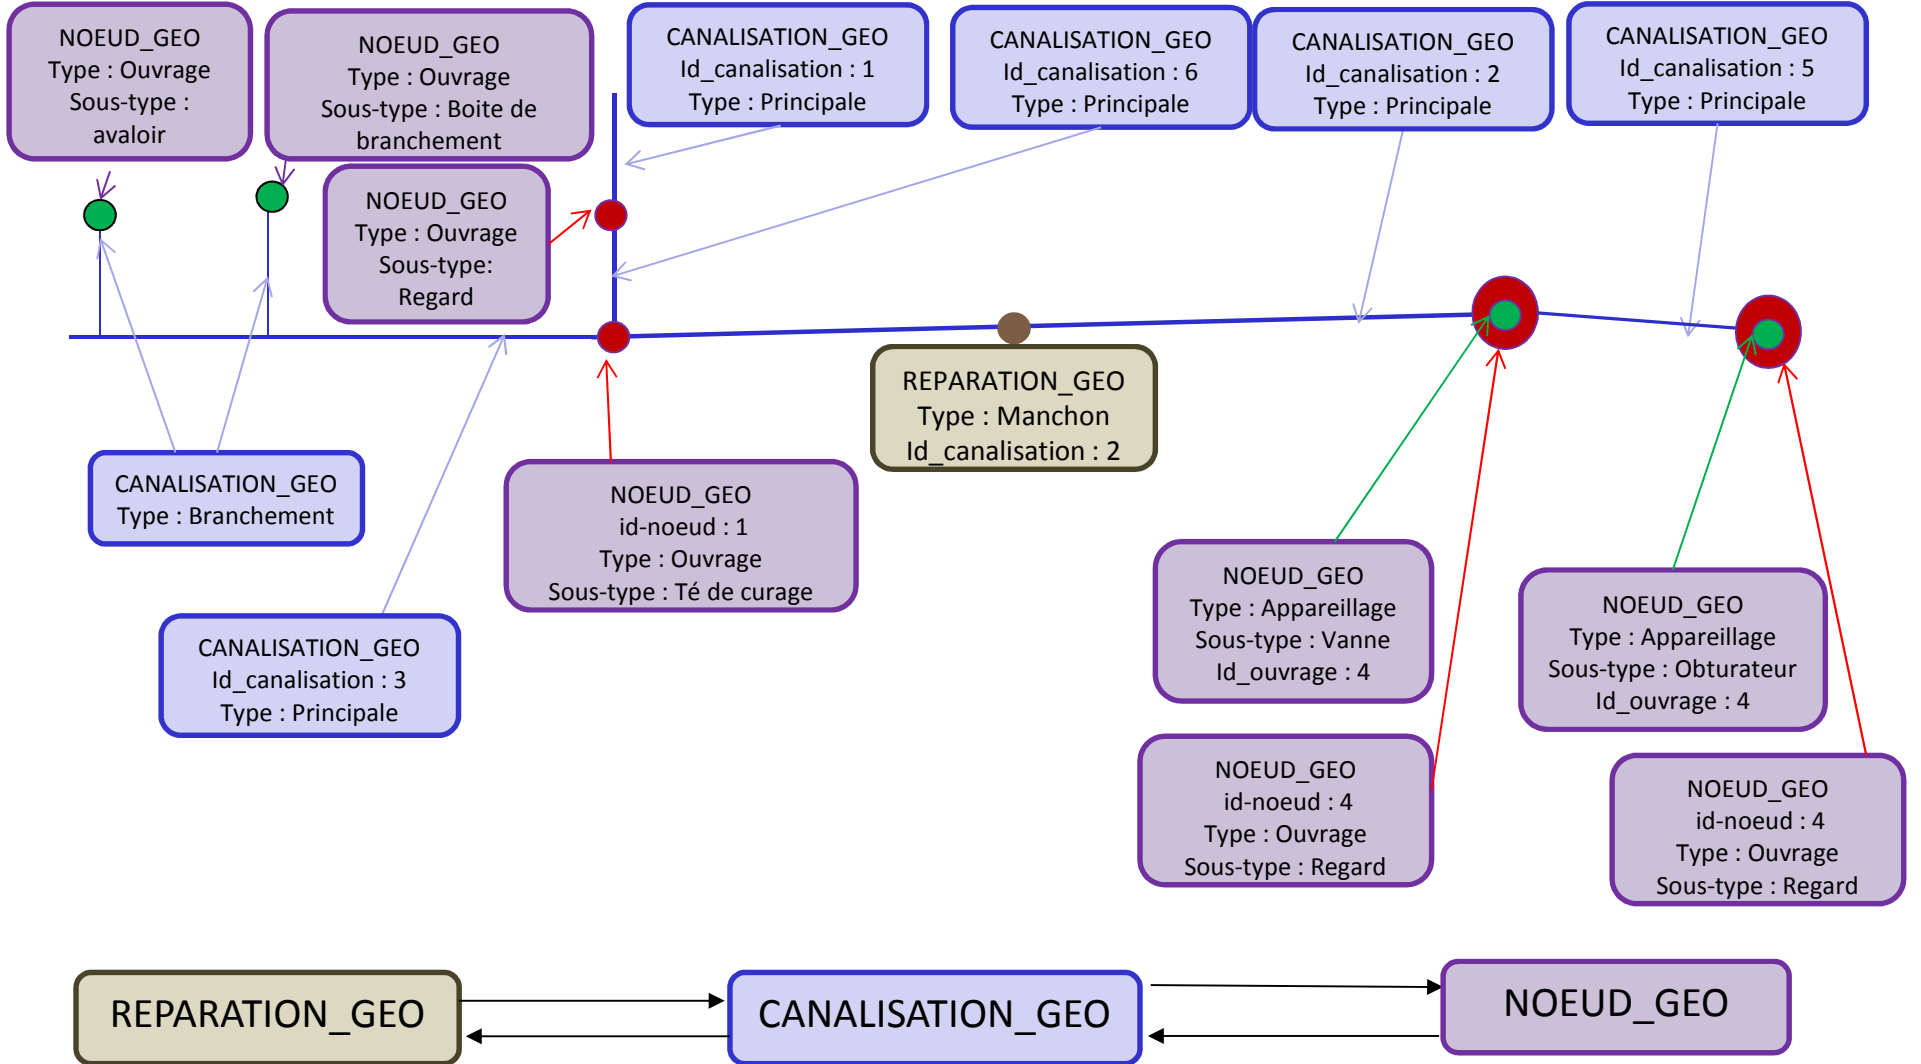 NOEUD_GEO
Type : Ouvrage
Sous-type :
avaloir
NOEUD_GEO
Type : Ouvrage
Sous-type : Boite de
branchement
CANALISATION_GEO
Id_canalisation : 1
Type : Principale
CANALISATION_GEO
Id_canalisation : 6
Type : Principale
CANALISATION_GEO
Id_canalisation : 2
Type : Principale
CANALISATION_GEO
Id_canalisation : 5
Type : Principale
NOEUD_GEO
Type : Ouvrage
Sous-type:
Regard
REPARATION_GEO
Type : Manchon
Id_canalisation : 2
CANALISATION_GEO
Type : Branchement
NOEUD_GEO
id-noeud : 1
Type : Ouvrage
Sous-type : Té de curage
CANALISATION_GEO
Id_canalisation : 3
Type : Principale
NOEUD_GEO
Type : Appareillage
Sous-type : Vanne
Id_ouvrage : 4
NOEUD_GEO
Type : Appareillage
Sous-type : Obturateur
Id_ouvrage : 4
NOEUD_GEO
id-noeud : 4
Type : Ouvrage
Sous-type : Regard
NOEUD_GEO
id-noeud : 4
Type : Ouvrage
Sous-type : Regard
REPARATION_GEO
CANALISATION_GEO
NOEUD_GEO